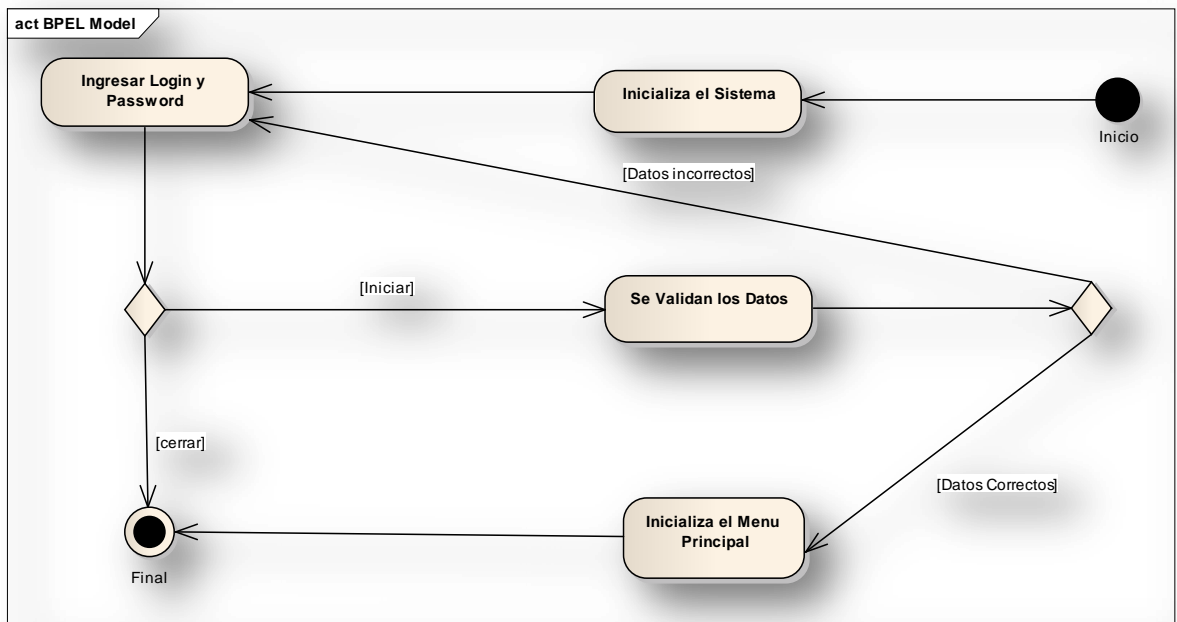 act BPEL Model
Ingresar Login y
Password
Inicializa el Sistema
Inicio
[Datos incorrectos]
[Iniciar]
Se Validan los Datos
[cerrar]
[Datos Correctos]
Inicializa el Menu
Principal
Final